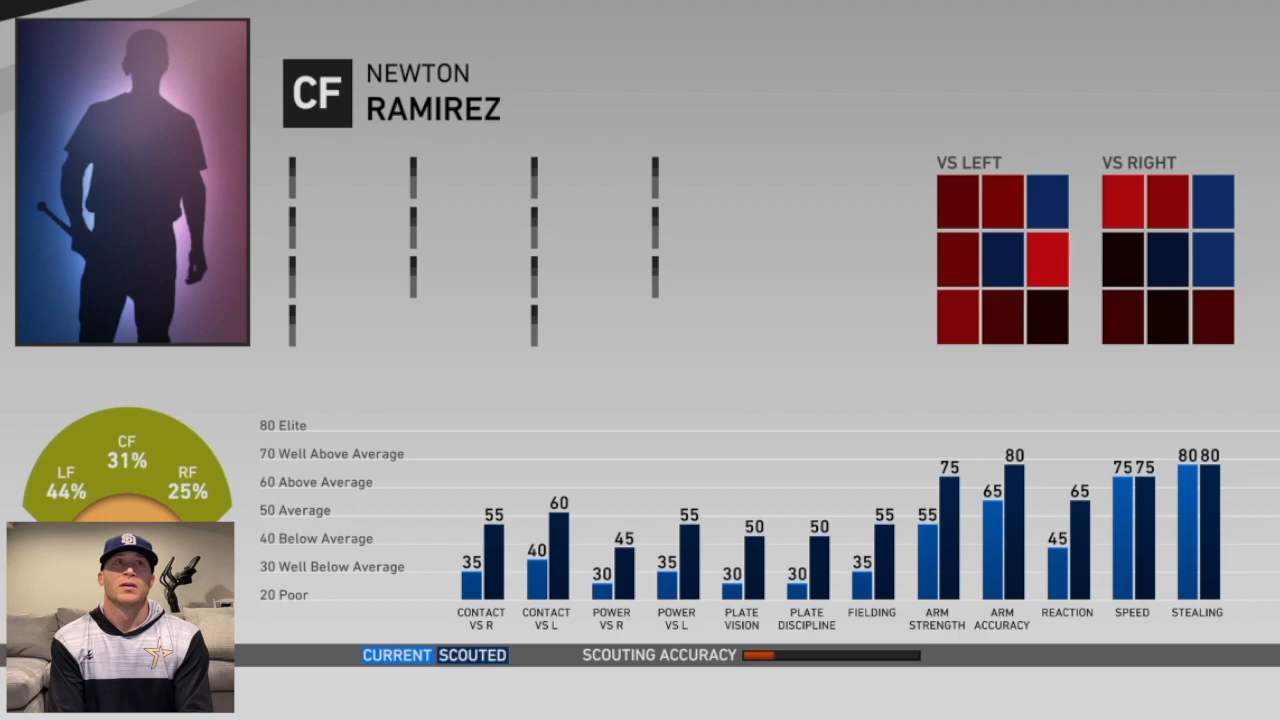 CF
NEWTON
RAMIREZ
VS LEFT
VS RIGHT
CF
31%
LF
44%
RF
25%
80 Elite
70 Well Above Average
60 Above Average
50 Average
40 Below Average
30 Well Below Average
20 Poor
35 55
40 60
30 45
35 55
30 50
30 50
35 55
55 75
65 80
45 65
75 75
80 80
CONTACT
VS R
CONTACT
VS L
POWER
VS R
POWER
VS L
PLATE
VISION
PLATE
DISCIPLINE
FIELDING
ARM
STRENGTH
ARM
ACCURACY
REACTION
SPEED
STEALING
CURRENT SCOUTED
SCOUTING ACCURACY